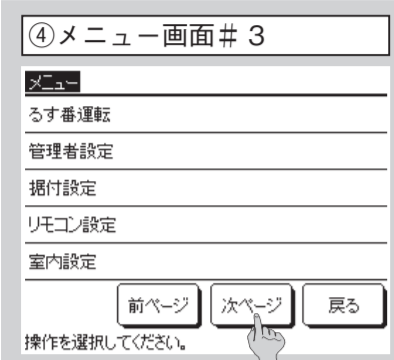 ④メニュー画面＃３
メニュー
るす番運転
管理者設定
据付設定
リモコン設定
室内設定
前ページ 次ページ 戻る
操作を選択してください。